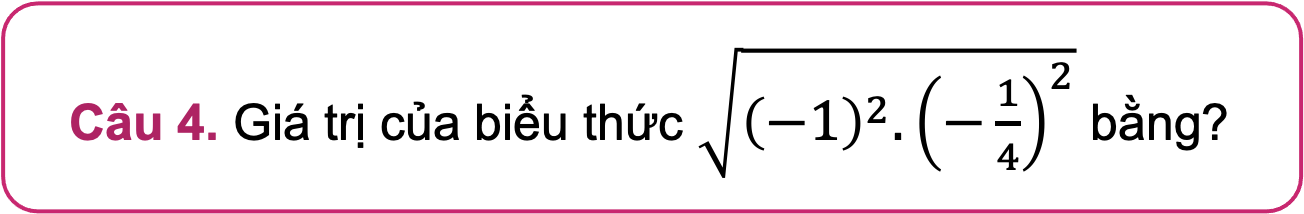 Câu 4. Giá trị của biểu thức √((−1)². (−1/4)²) bằng?